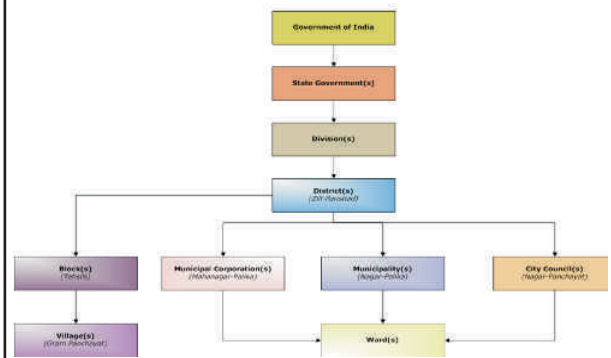 Government of India
State Government(s)
Division(s)
District(s)
(Zill-Parishad)
Block(s)
(Tehsils)
Municipal Corporation(s)
(Mahanagar-Palika)
Municipality(s)
(Nagar-Palika)
City Council(s)
(Nagar-Panchayat)
Village(s)
(Gram Panchayat)
Ward(s)